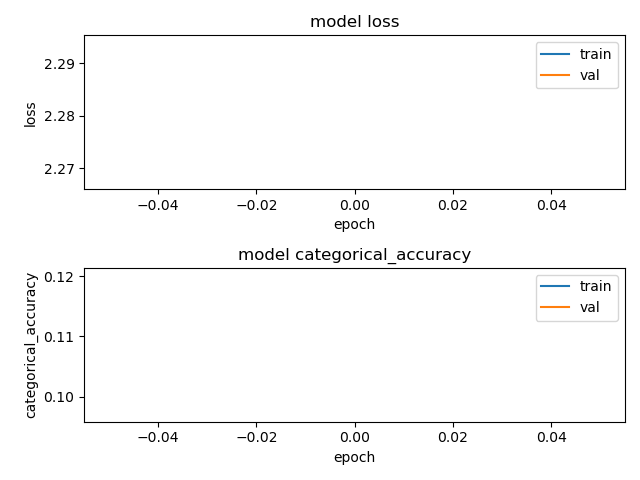 model loss
train
val
2.29
2.28
2.27
loss
−0.04 −0.02 0.00 0.02 0.04
epoch
model categorical_accuracy
train
val
0.12
0.11
0.10
categorical_accuracy
−0.04 −0.02 0.00 0.02 0.04
epoch